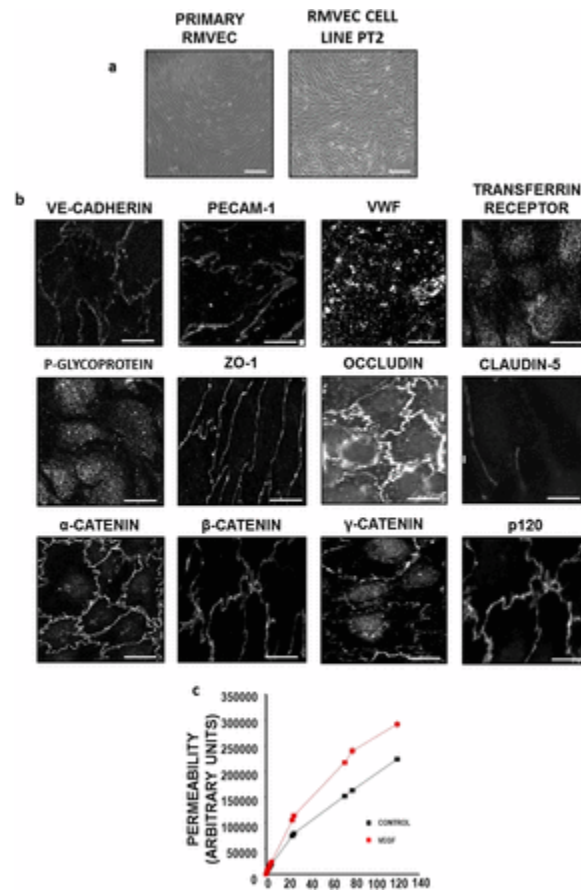 PRIMARY
RMVEC
RMVEC CELL
LINE PT2
a
b
VE-CADHERIN
PECAM-1
VWF
TRANSFERRIN
RECEPTOR
P-GLYCOPROTEIN
ZO-1
OCCLUDIN
CLAUDIN-5
α-CATENIN
β-CATENIN
γ-CATENIN
p120
c
PERMEABILITY
(ARBITRARY UNITS)
350000
300000
250000
200000
150000
100000
50000
0
0 20 40 60 80 100 120 140
CONTROL
VEGF